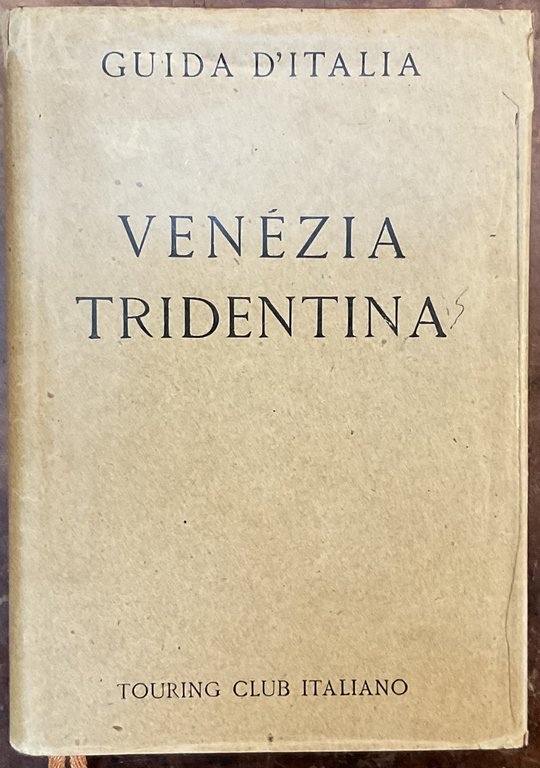 GUIDA D'ITALIA
VENÉZIA
TRIDENTINA
TOURING CLUB ITALIANO